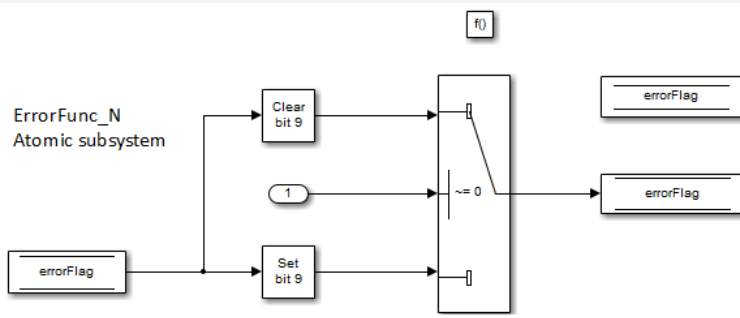 f()
errorFlag
Clear
bit 9
ErrorFunc_N
Atomic subsystem
1
~= 0
errorFlag
errorFlag
Set
bit 9